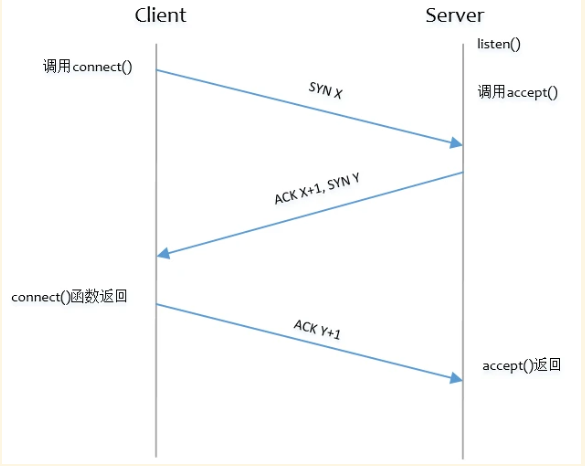 Client
Server
listen()
调用connect()
SYN X
调用accept()
ACK X+1, SYN Y
connect()函数返回
ACK Y+1
accept()返回